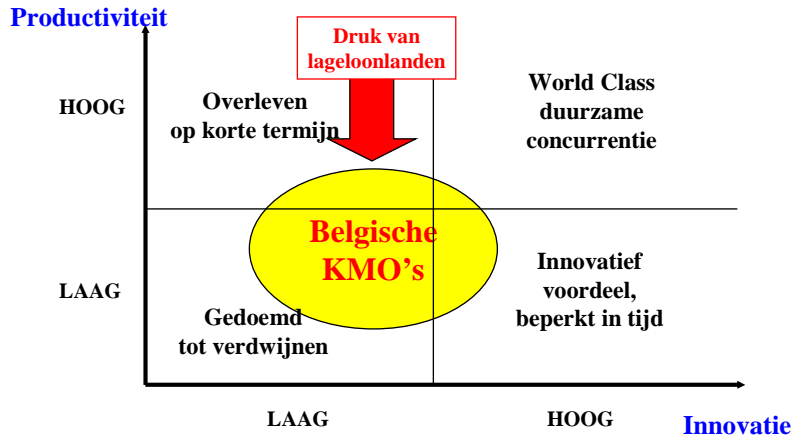 Productiviteit
Druk van
lageloonlanden
HOOG
Overleven
op korte termijn
World Class
duurzame
concurrentie
Belgische
KMO's
LAAG
Gedoemd
tot verdwijnen
Innovatief
voordeel,
beperkt in tijd
LAAG
HOOG
Innovatie